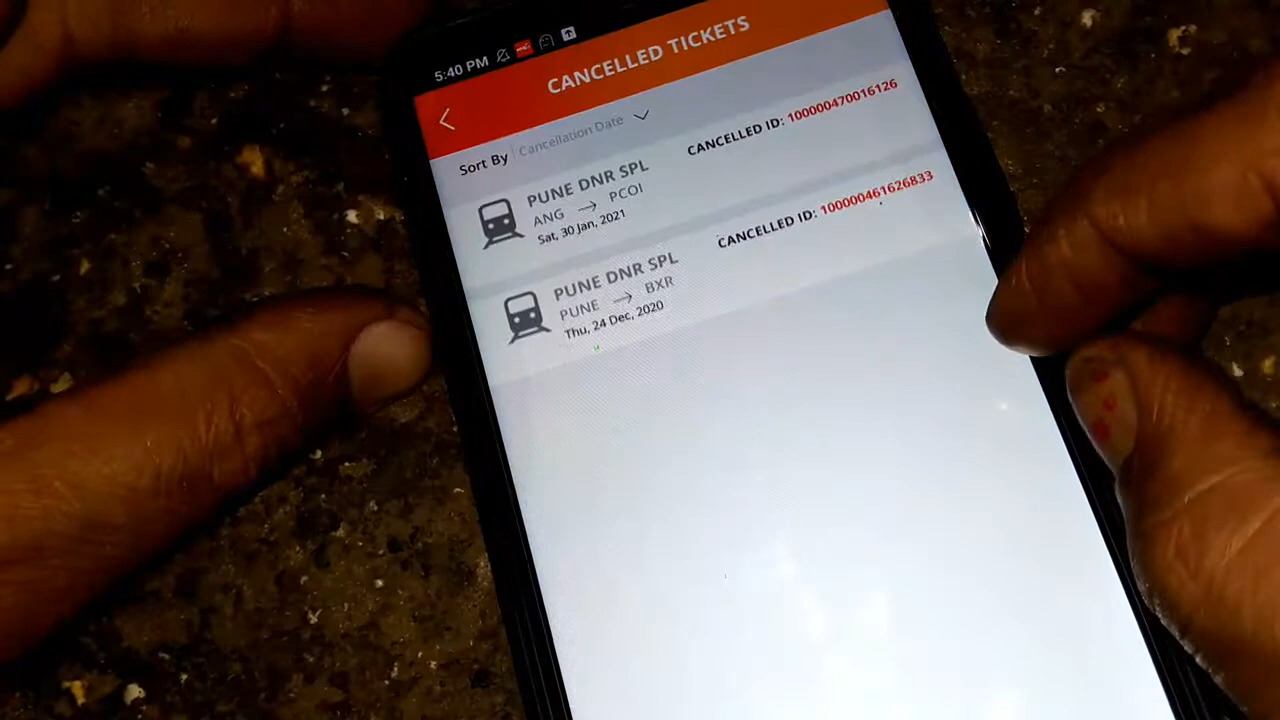 5:40 PM
CANCELLED TICKETS
Sort By Cancellation Date
PUNE DNR SPL
CANCELLED ID: 100000470016126
ANG → PCOI
Sat, 30 Jan, 2021
PUNE DNR SPL
CANCELLED ID: 100000461626833
PUNE → BXR
Thu, 24 Dec, 2020